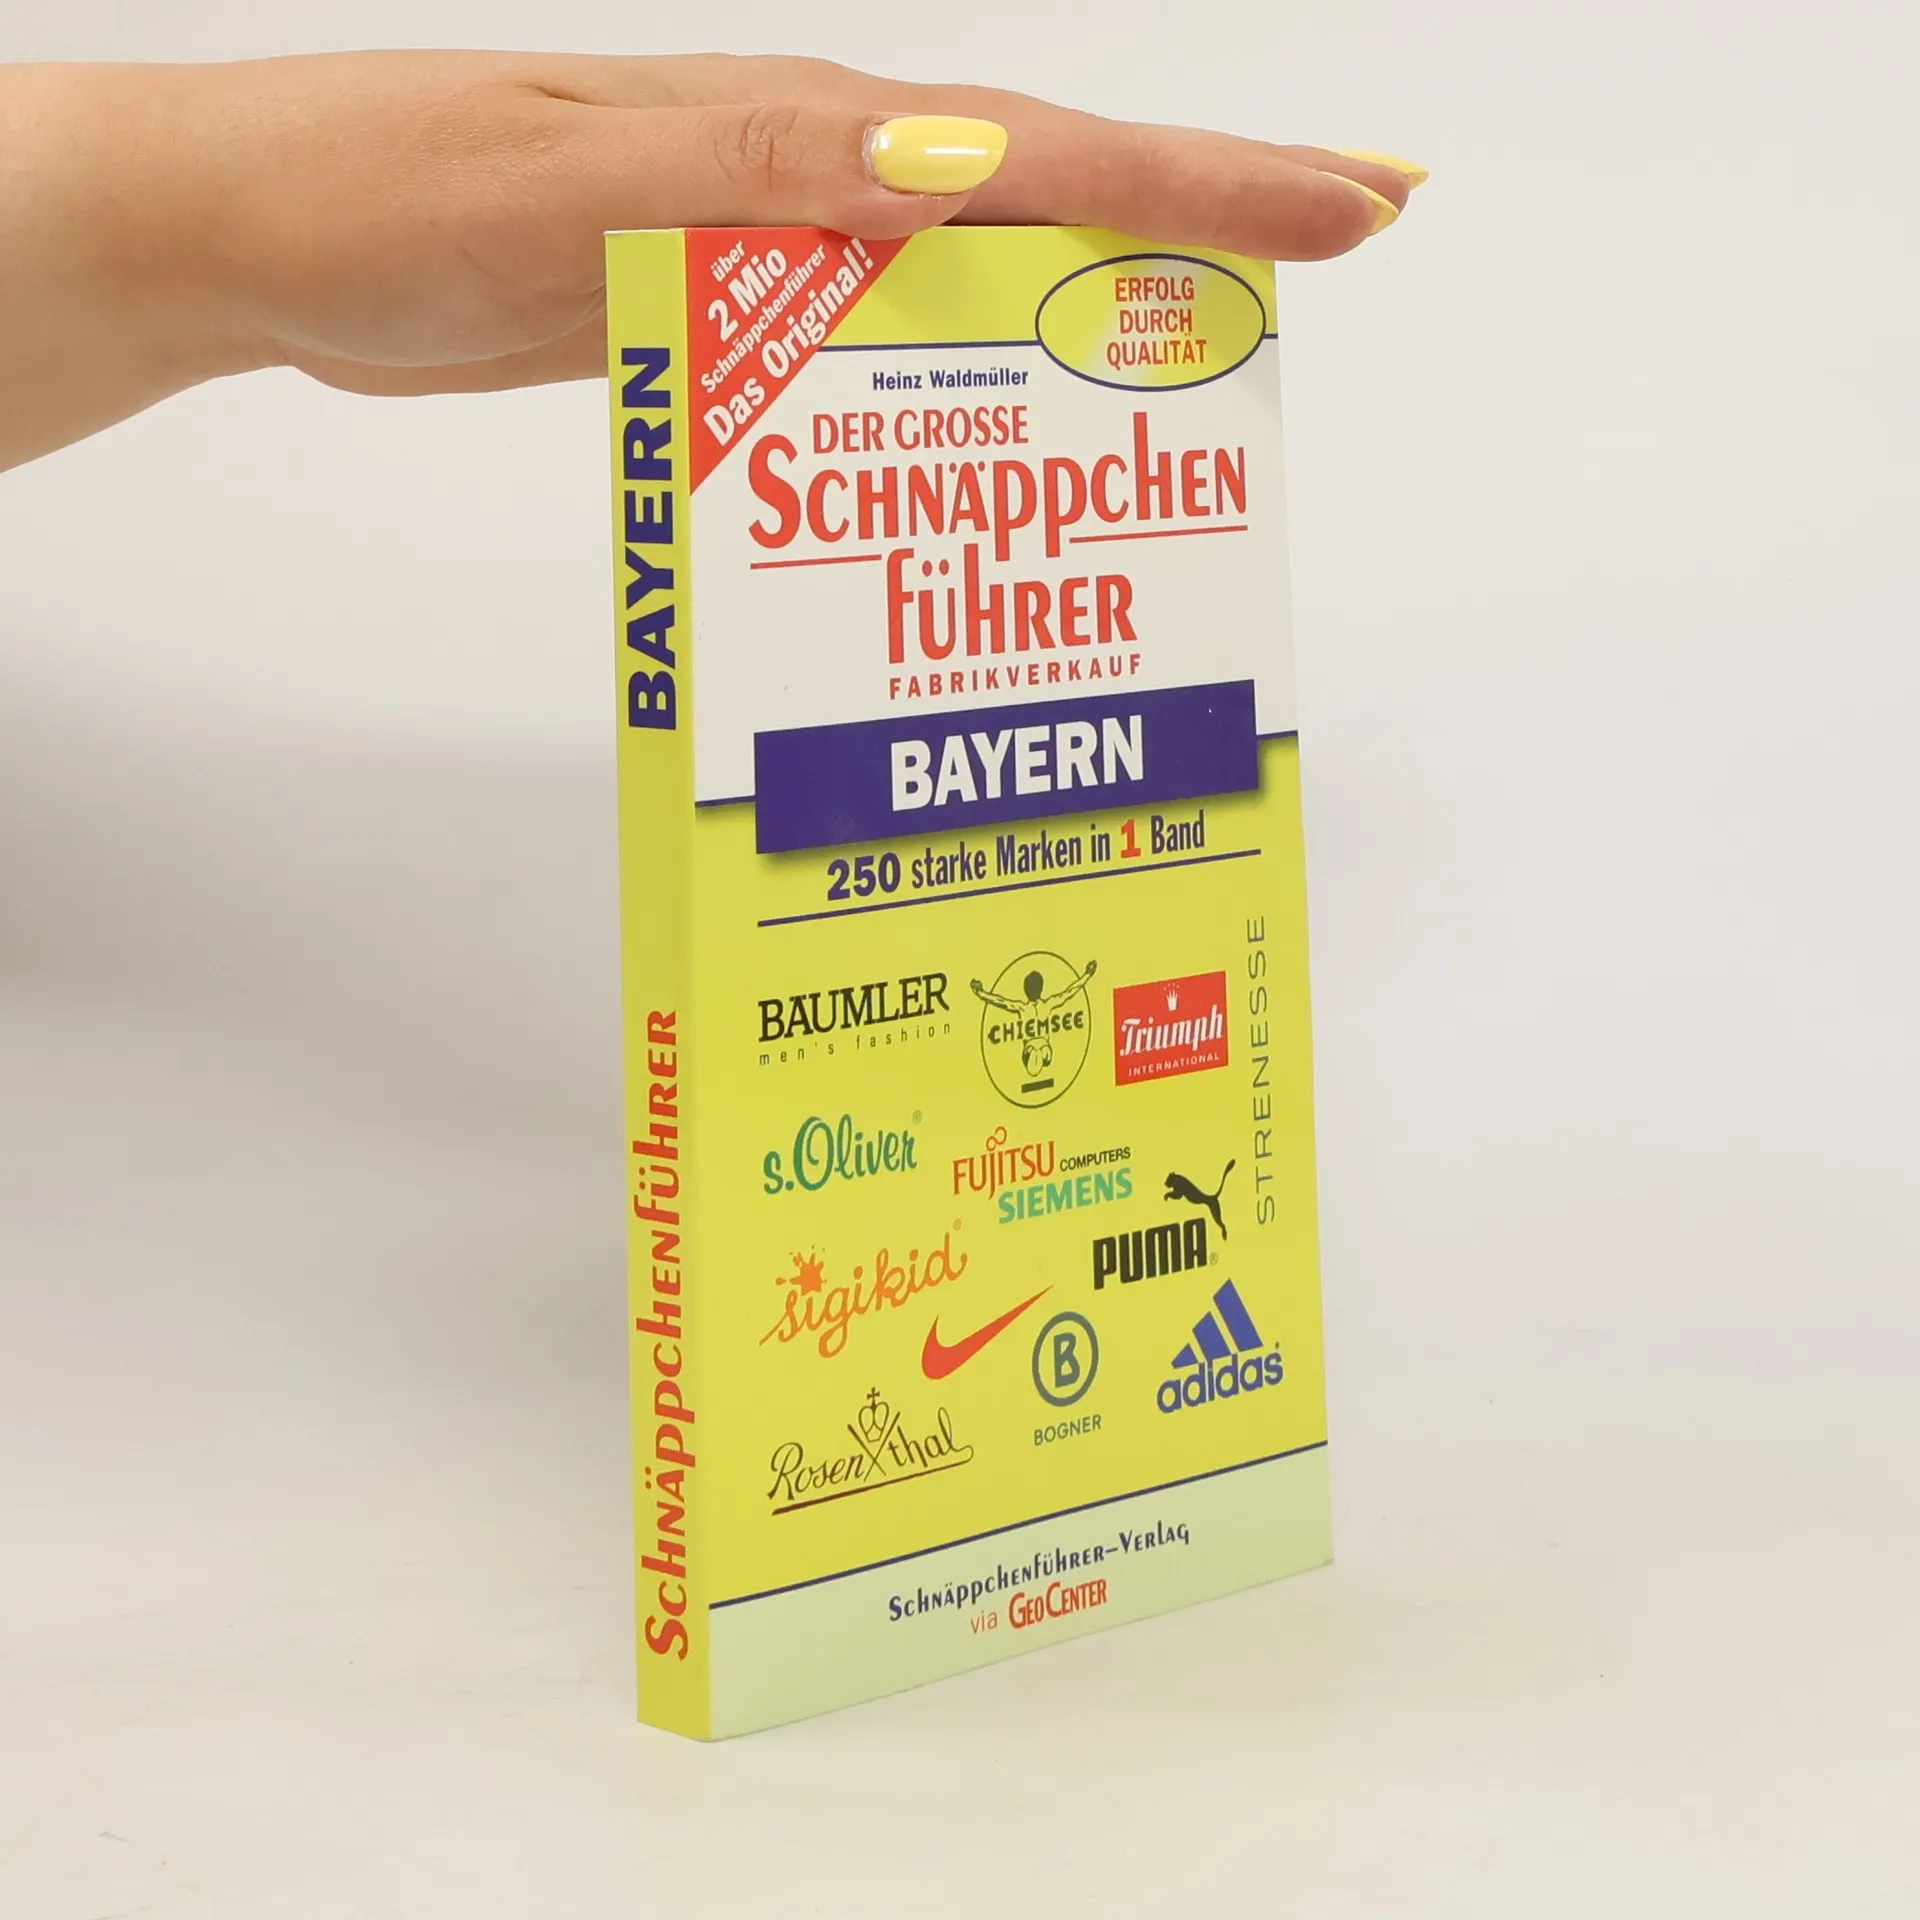 BAYERN
SCHNÄPPCHENFÜHRER
über
2 Mio
Schnäppchenführer
Das Original!
ERFOLG
DURCH
QUALITÄT
Heinz Waldmüller
DER GROSSE
SCHNÄPPCHEN
FÜHRER
FABRIKVERKAUF
BAYERN
250 starke Marken in 1 Band
BÄUMLER
men's fashion
CHIEMSEE
Triumph
INTERNATIONAL
STRENESSE
s.Oliver®
FUJITSU COMPUTERS
SIEMENS
PUMA®
sigikid®
BOGNER
adidas
Rosenthal
SCHNÄPPCHENFÜHRER-VERLAG
via GEOCENTER